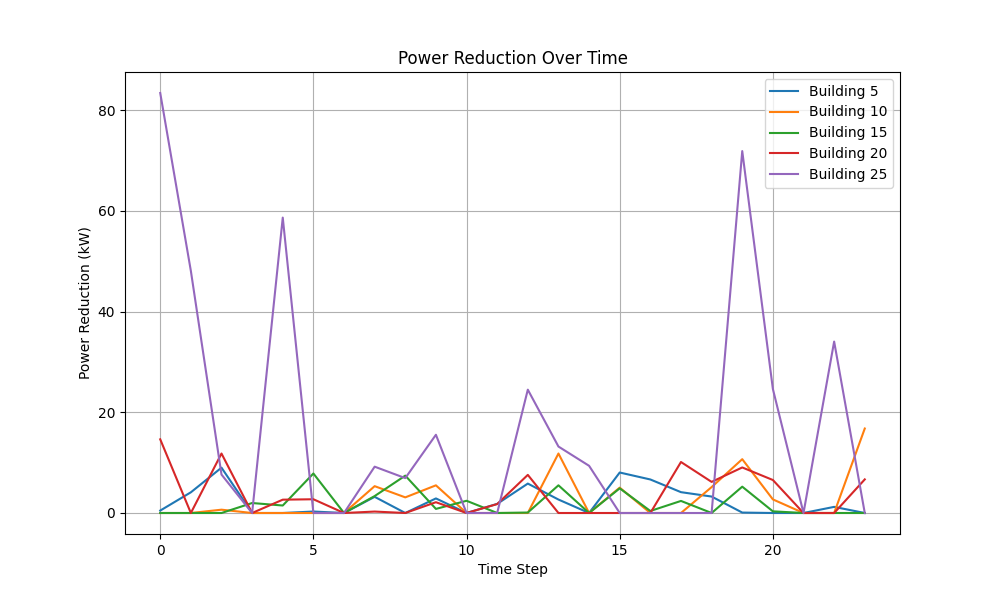 Power Reduction Over Time
Building 5
Building 10
Building 15
Building 20
Building 25
Power Reduction (kW)
80
60
40
20
0
0 5 10 15 20
Time Step